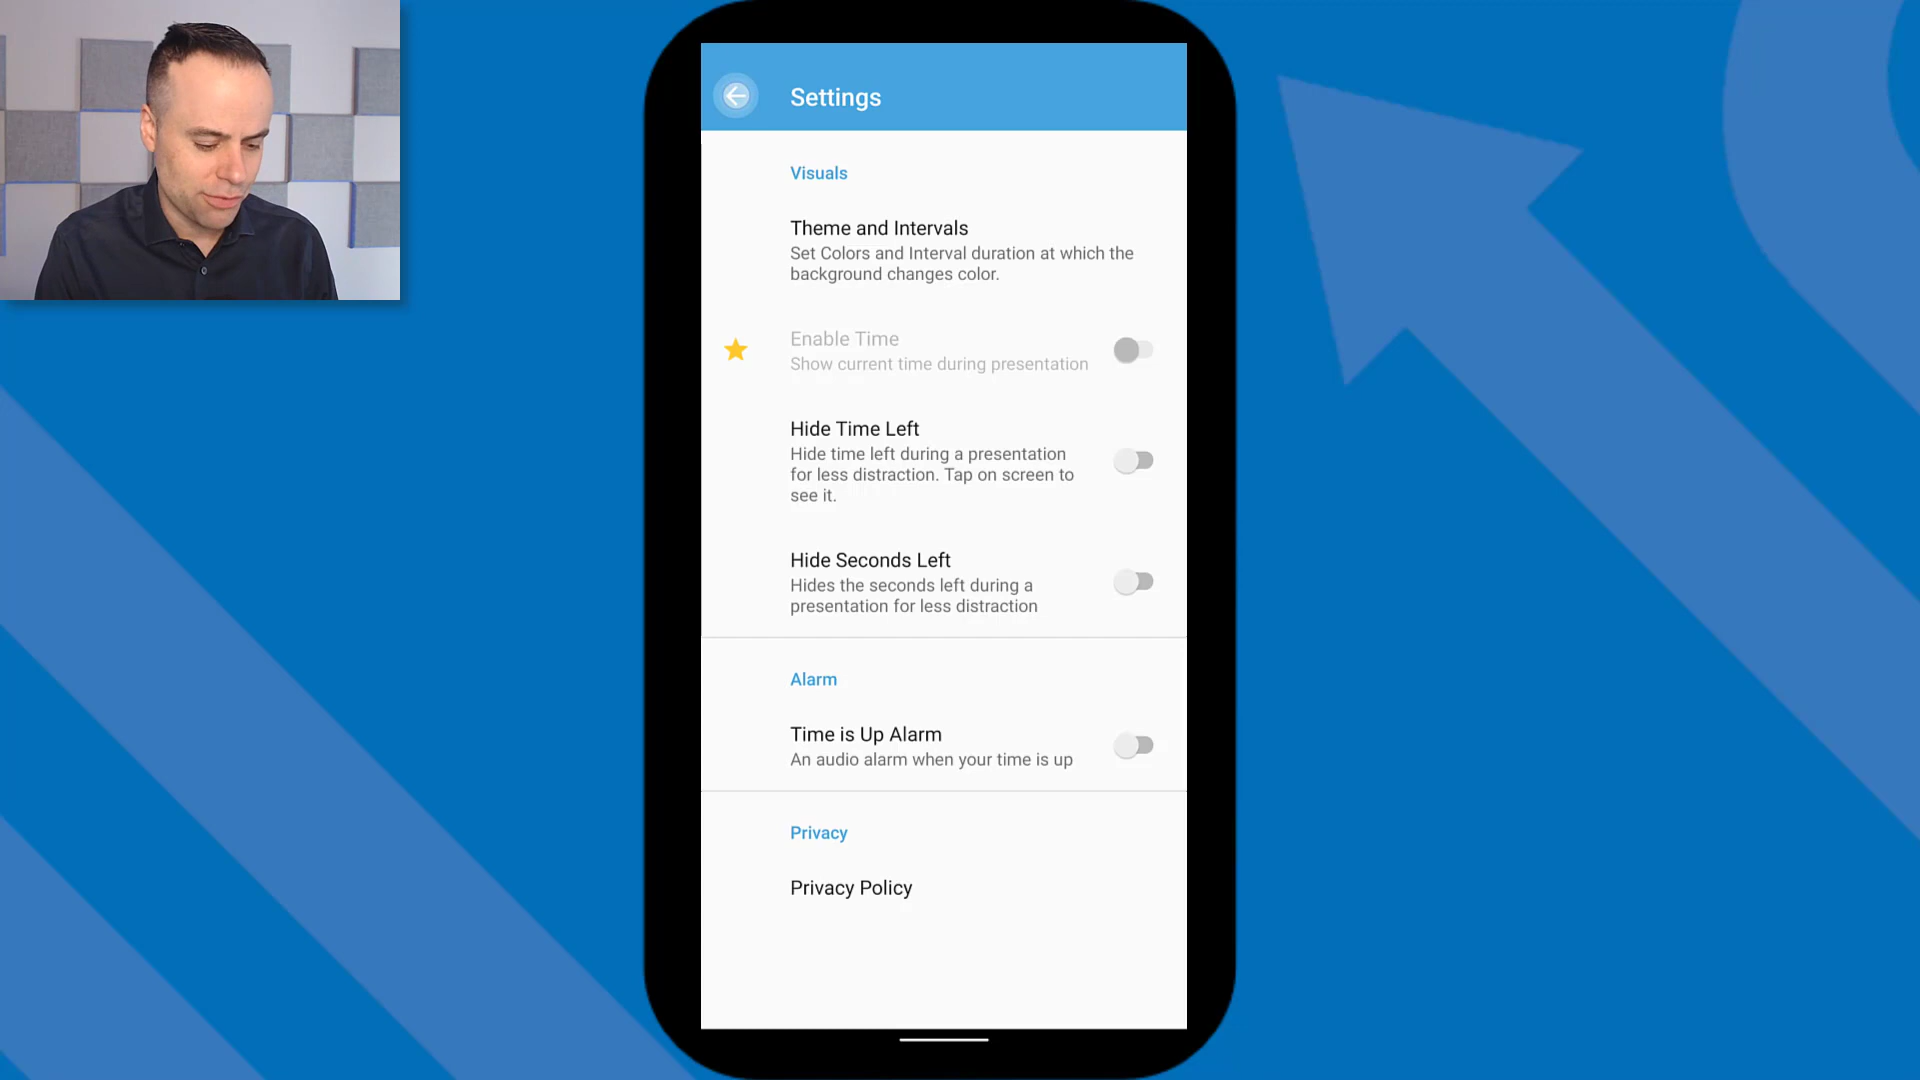 Settings
Visuals
Theme and Intervals
Set Colors and Interval duration at which the
background changes color.
Enable Time
Show current time during presentation
Hide Time Left
Hide time left during a presentation
for less distraction. Tap on screen to
see it.
Hide Seconds Left
Hides the seconds left during a
presentation for less distraction
Alarm
Time is Up Alarm
An audio alarm when your time is up
Privacy
Privacy Policy